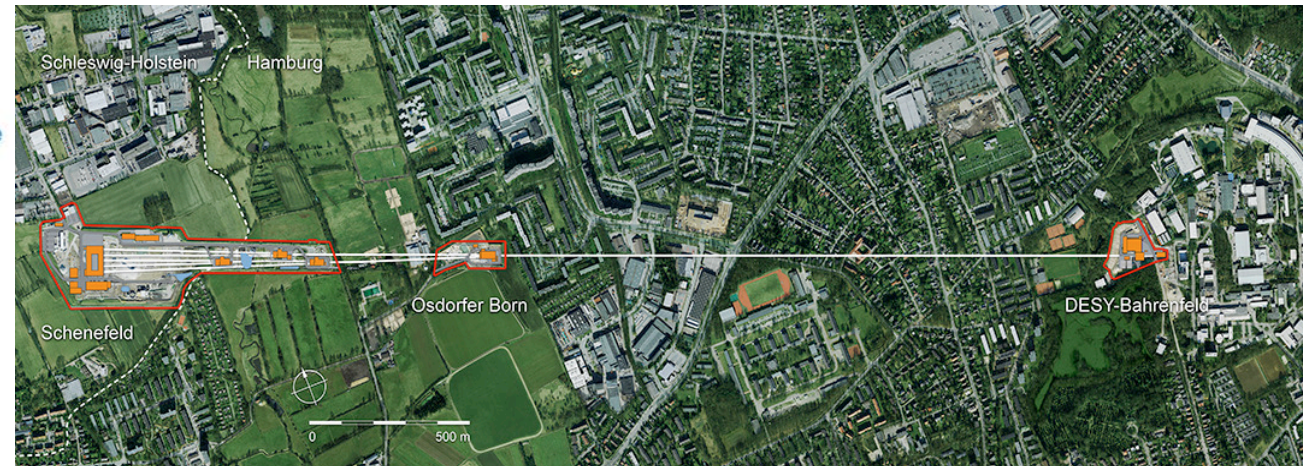 Schleswig-Holstein
Hamburg
Osdorfer Born
DESY-Bahrenfeld
Schenefeld
0
500 m